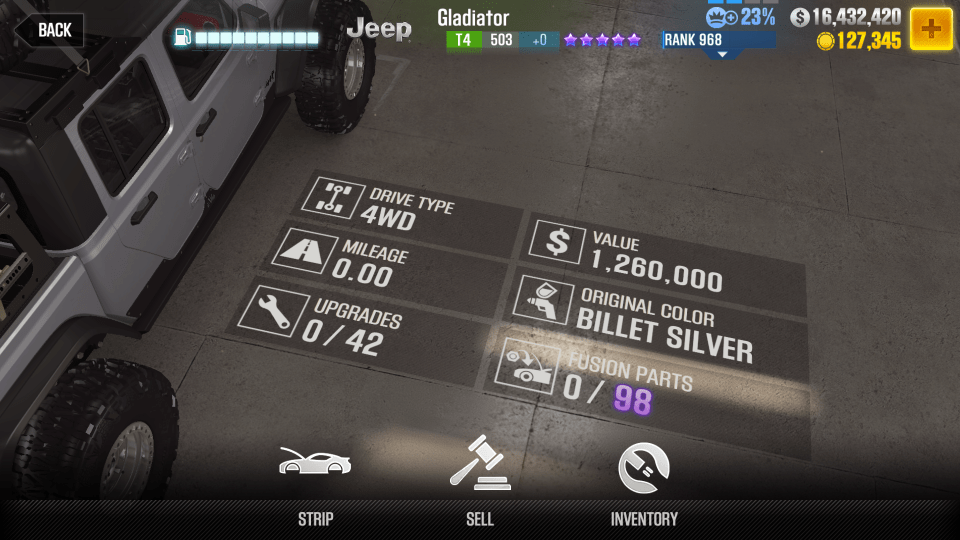 BACK
Jeep
Gladiator
T4 503 +0
RANK 968
23%
$ 16,432,420
127,345
+
DRIVE TYPE
4WD
MILEAGE
0.00
UPGRADES
0 / 42
$ VALUE
1,260,000
ORIGINAL COLOR
BILLET SILVER
FUSION PARTS
0 / 98
STRIP
SELL
INVENTORY